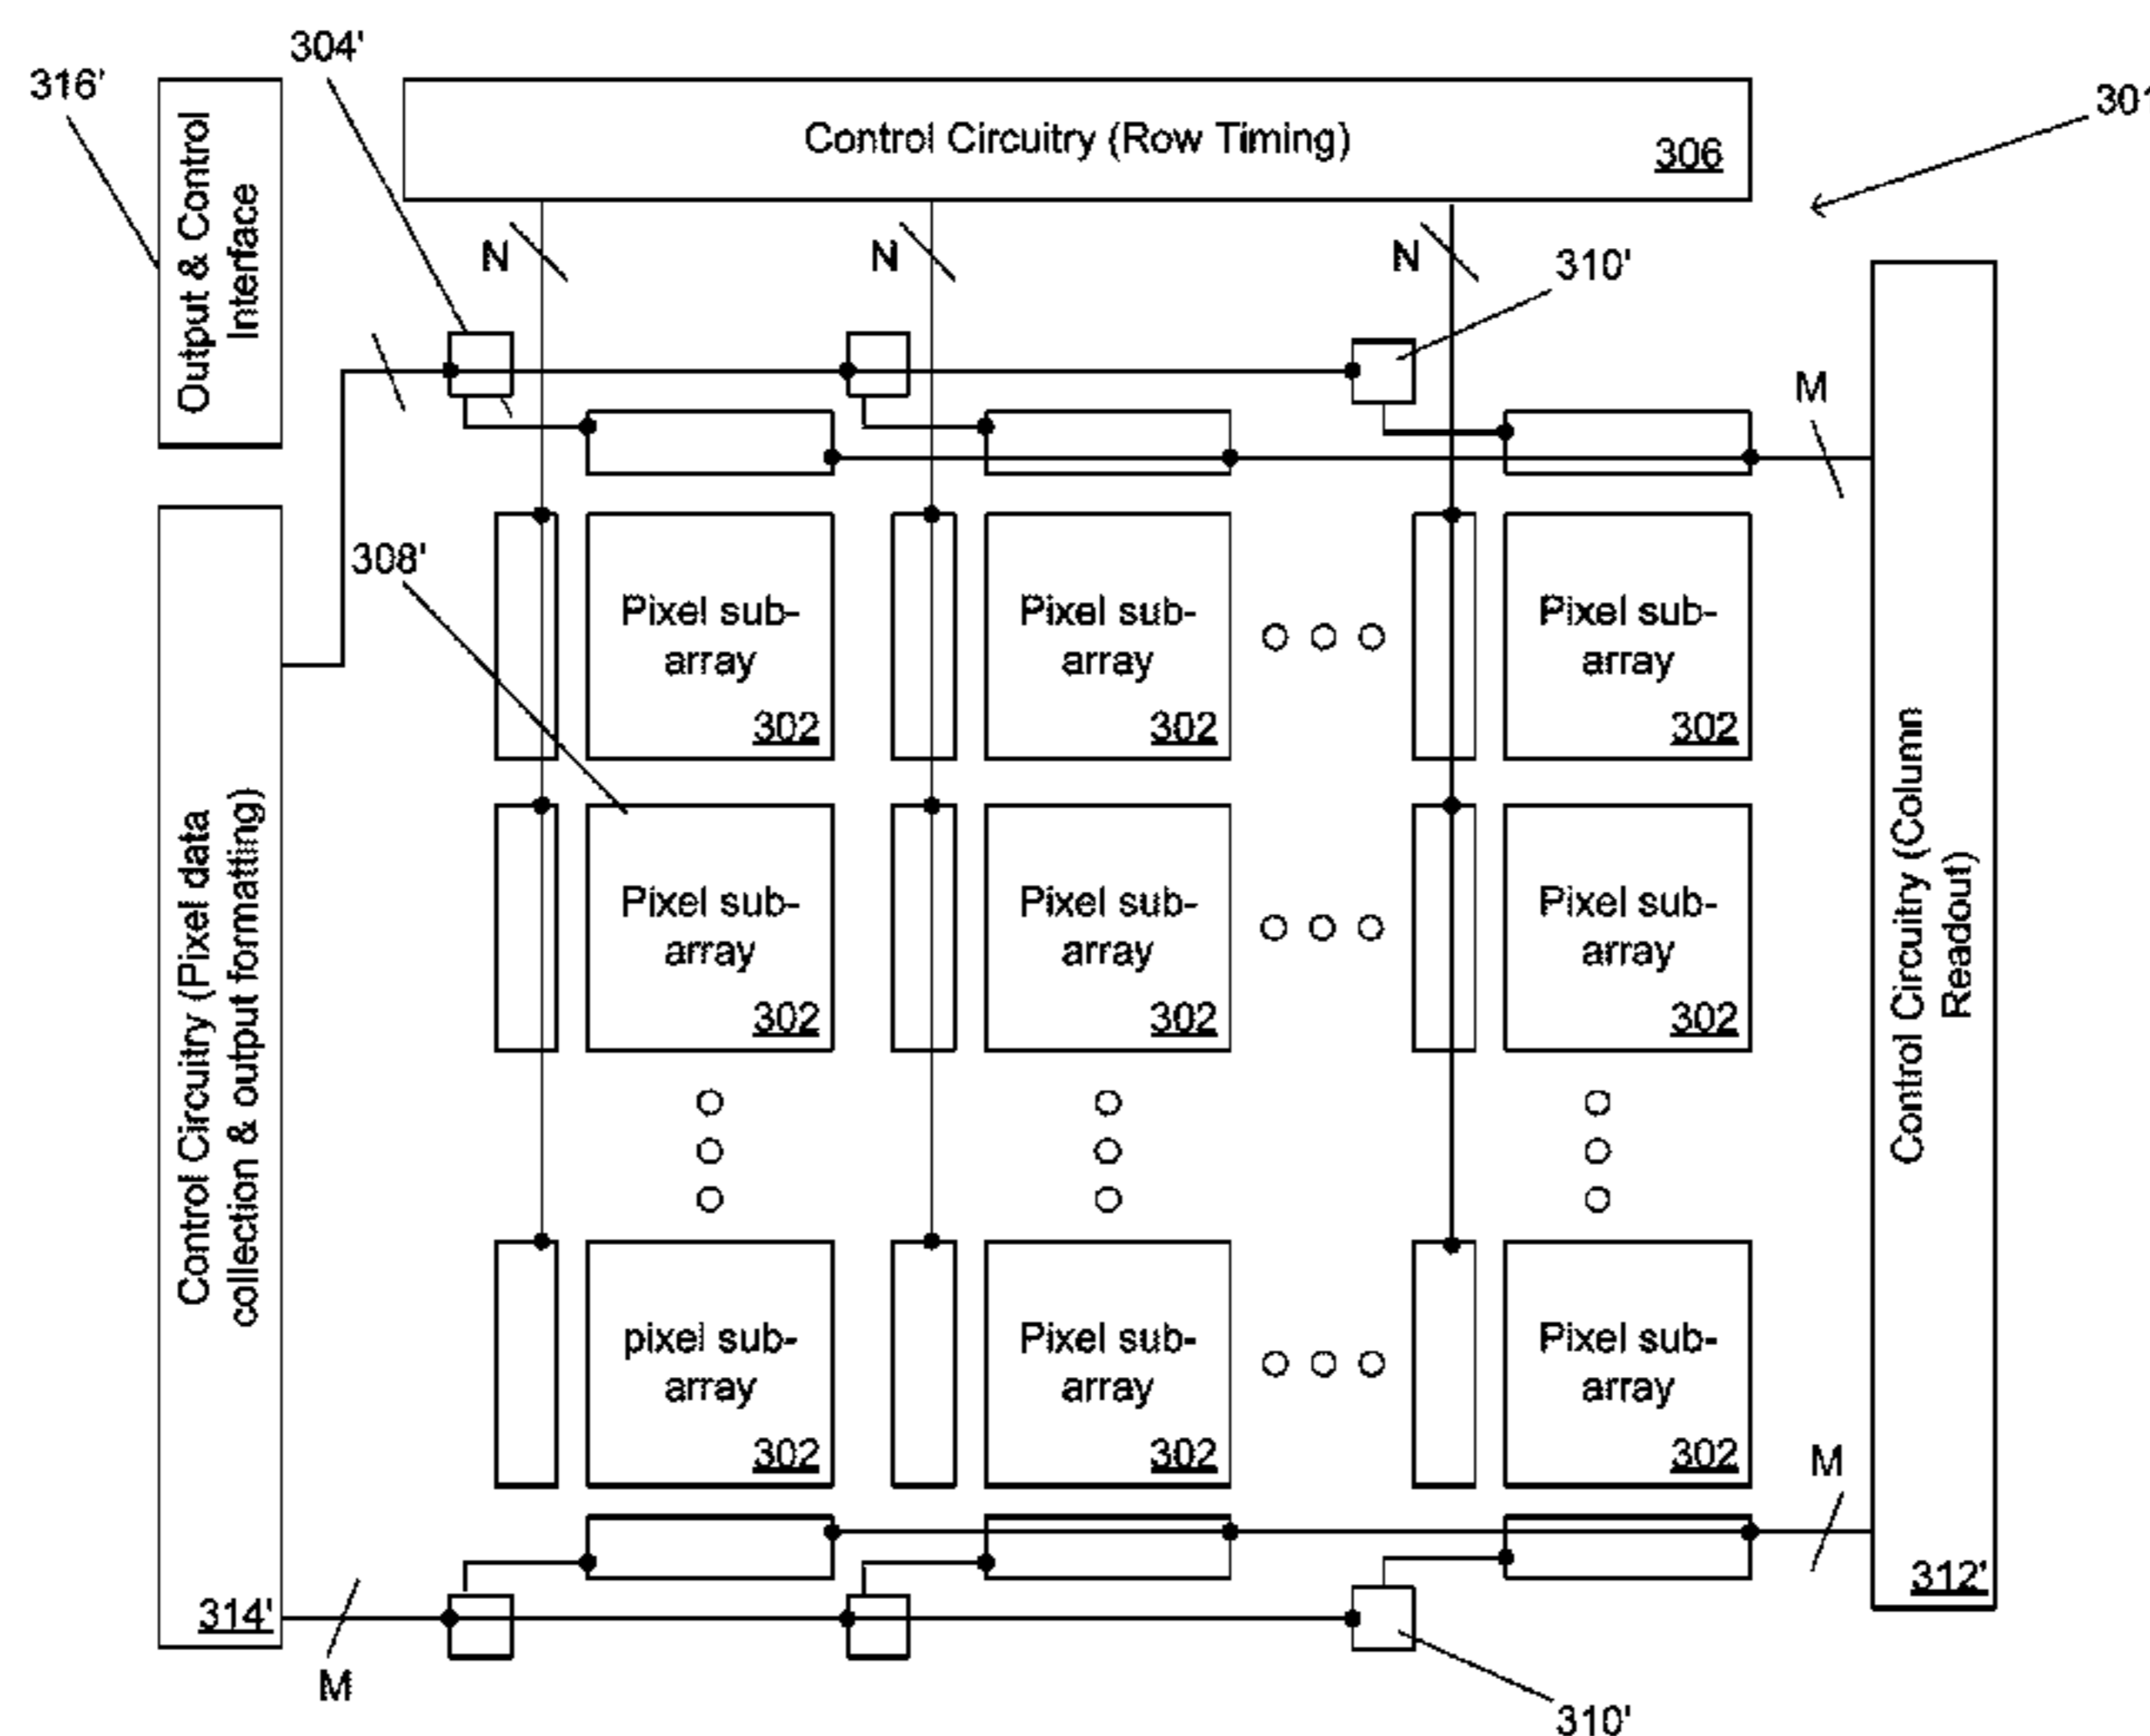 304'
316'
301
Control Circuitry (Row Timing)
306
Output & Control
Interface
N
N
N
310'
M
308'
Pixel sub-
array
302
Pixel sub-
array
302
Pixel sub-
array
302
Pixel sub-
array
302
Pixel sub-
array
302
Pixel sub-
array
302
Control Circuitry (Pixel data
collection & output formatting)
314'
Control Circuitry (Column
Readout)
312'
pixel sub-
array
302
Pixel sub-
array
302
Pixel sub-
array
302
M
M
310'